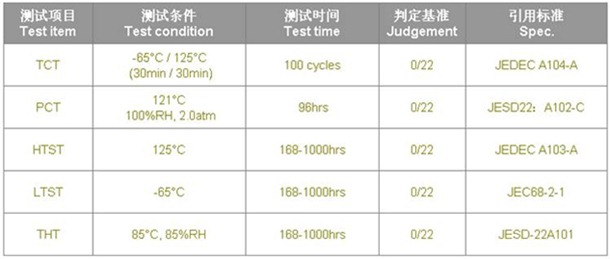 测试项目 测试条件 测试时间 判定基准 引用标准
Test item Test condition Test time Judgement Spec.
TCT -65°C / 125°C (30min / 30min) 100 cycles 0/22 JEDEC A104-A
PCT 121°C 100%RH, 2.0atm 96hrs 0/22 JESD22：A102-C
HTST 125°C 168-1000hrs 0/22 JEDEC A103-A
LTST -65°C 168-1000hrs 0/22 JEC68-2-1
THT 85°C, 85%RH 168-1000hrs 0/22 JESD-22A101